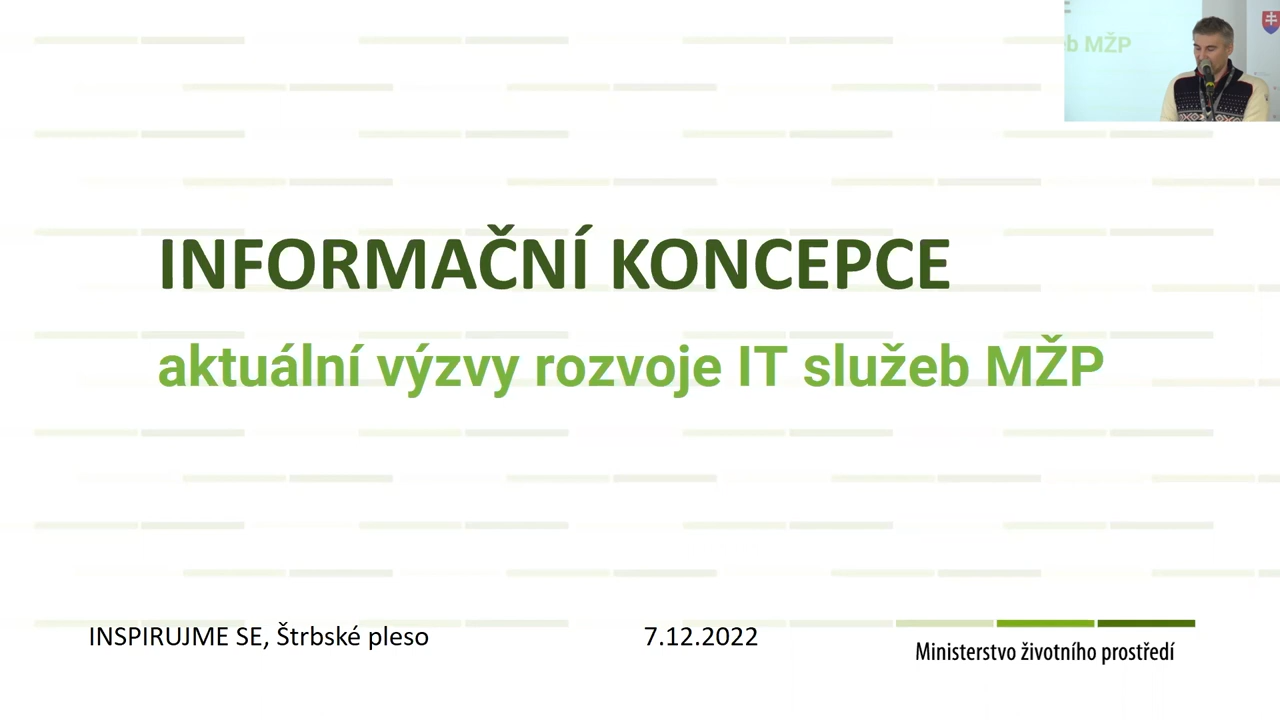 eb MŽP
INFORMAČNÍ KONCEPCE
aktuální výzvy rozvoje IT služeb MŽP
INSPIRUJME SE, Štrbské pleso
7.12.2022
Ministerstvo životního prostředí